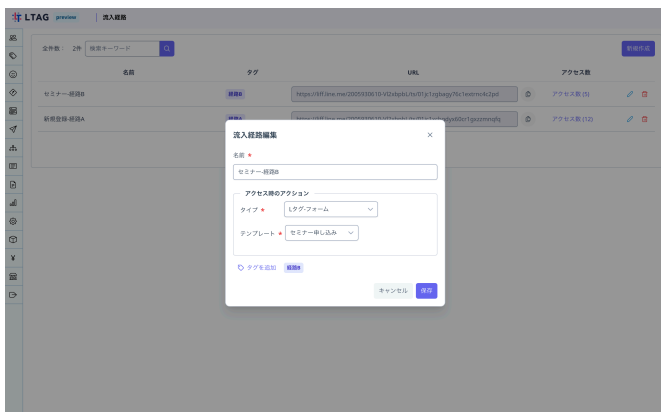 LTAG preview 流入経路
全件数： 2件 検索キーワード 新規作成
名前 タグ URL アクセス数
セミナー-経路B 経路B アクセス数 (5)
新規登録-経路A 経路A アクセス数 (12)
流入経路編集
名前 *
セミナー-経路B
アクセス時のアクション
タイプ * Lタグ-フォーム
テンプレート * セミナー申し込み
タグを追加 経路B
キャンセル 保存